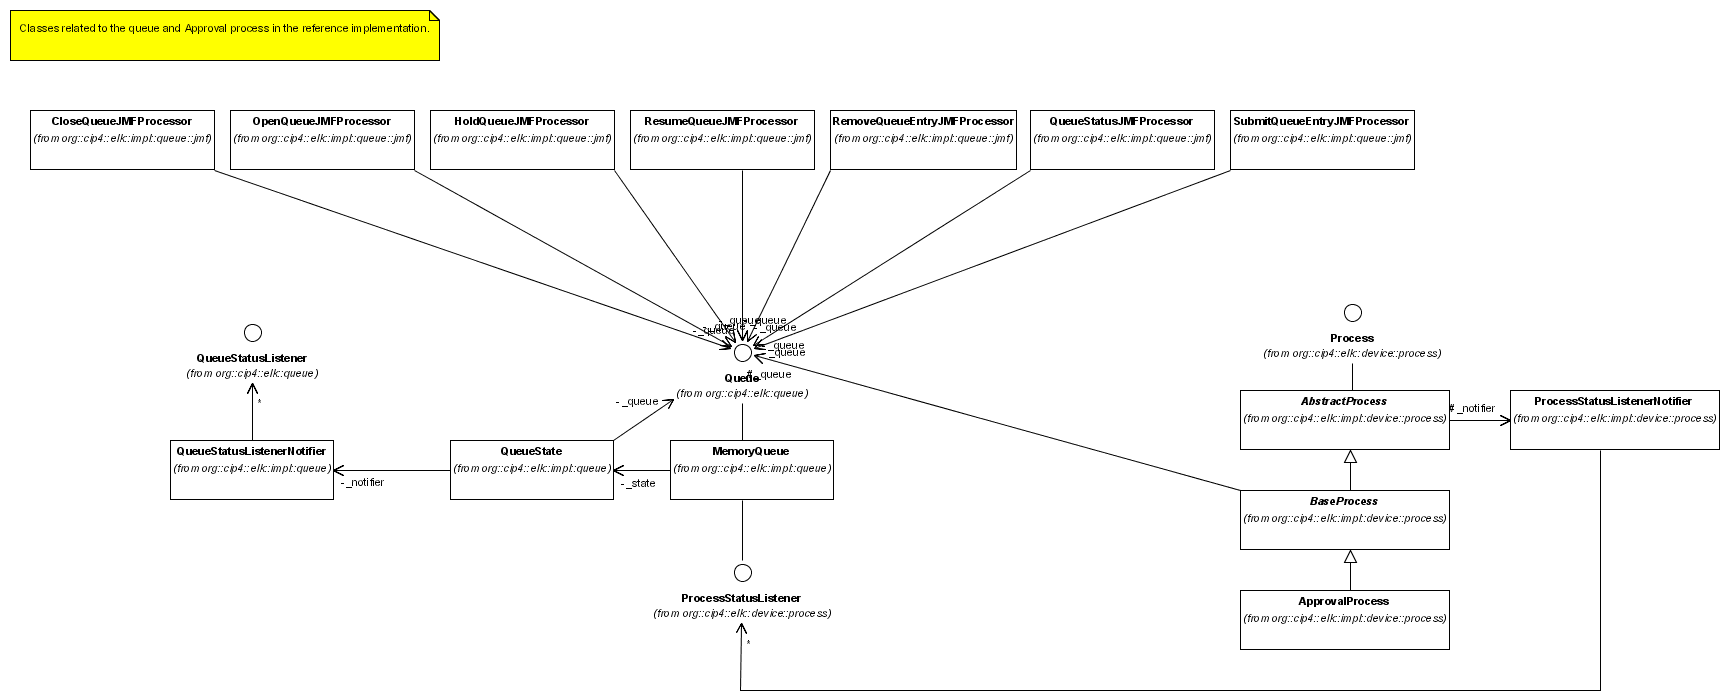 Classes related to the queue and Approval process in the reference implementation.
CloseQueueJMFProcessor
(from org::cip4::elk::impl::queue::jmf)
OpenQueueJMFProcessor
(from org::cip4::elk::impl::queue::jmf)
HoldQueueJMFProcessor
(from org::cip4::elk::impl::queue::jmf)
ResumeQueueJMFProcessor
(from org::cip4::elk::impl::queue::jmf)
RemoveQueueEntryJMFProcessor
(from org::cip4::elk::impl::queue::jmf)
QueueStatusJMFProcessor
(from org::cip4::elk::impl::queue::jmf)
SubmitQueueEntryJMFProcessor
(from org::cip4::elk::impl::queue::jmf)
- _queue
- _queue
- _queue
- _queue
- _queue
- _queue
- _queue
# _queue
Queue
(from org::cip4::elk::queue)
QueueStatusListener
(from org::cip4::elk::queue)
*
Process
(from org::cip4::elk::device::process)
- _queue
AbstractProcess
(from org::cip4::elk::impl::device::process)
# _notifier
ProcessStatusListenerNotifier
(from org::cip4::elk::impl::device::process)
QueueStatusListenerNotifier
(from org::cip4::elk::impl::queue)
- _notifier
QueueState
(from org::cip4::elk::impl::queue)
- _state
MemoryQueue
(from org::cip4::elk::impl::queue)
BaseProcess
(from org::cip4::elk::impl::device::process)
ProcessStatusListener
(from org::cip4::elk::device::process)
*
ApprovalProcess
(from org::cip4::elk::impl::device::process)